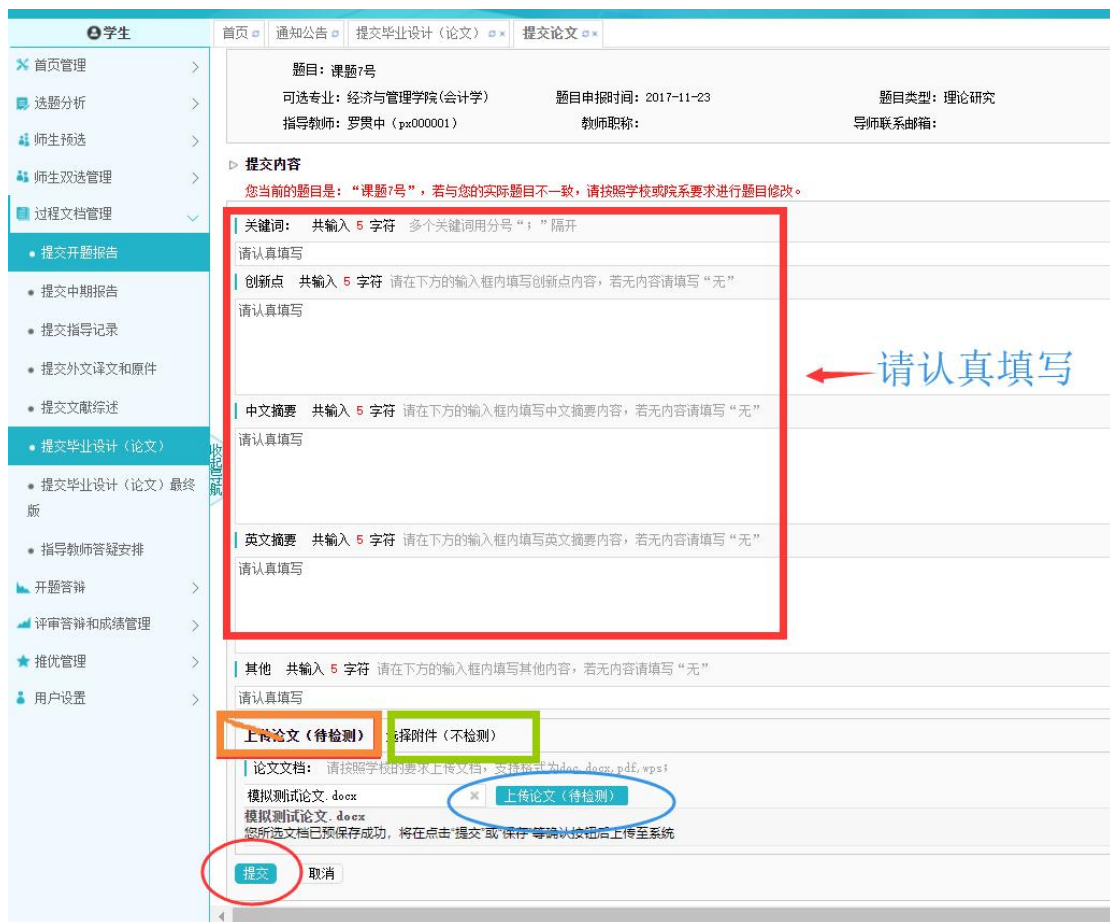 学生
首页 通知公告 提交毕业设计（论文） 提交论文
首页管理
选题分析
师生预选
师生双选管理
过程文档管理
提交开题报告
提交中期报告
提交指导记录
提交外文译文和原件
提交文献综述
提交毕业设计（论文）
提交毕业设计（论文）最终
版
指导教师答疑安排
开题答辩
评审答辩和成绩管理
推优管理
用户设置
题目：课题7号
可选专业：经济与管理学院(会计学) 题目申报时间：2017-11-23 题目类型：理论研究
指导教师：罗贯中（px000001） 教师职称： 导师联系邮箱：
提交内容
您当前的题目是：“课题7号”，若与您的实际题目不一致，请按照学校或院系要求进行题目修改。
关键词： 共输入 5 字符 多个关键词用分号“；”隔开
请认真填写
创新点 共输入 5 字符 请在下方的输入框内填写创新点内容，若无内容请填写“无”
请认真填写
请认真填写
中文摘要 共输入 5 字符 请在下方的输入框内填写中文摘要内容，若无内容请填写“无”
请认真填写
英文摘要 共输入 5 字符 请在下方的输入框内填写英文摘要内容，若无内容请填写“无”
请认真填写
其他 共输入 5 字符 请在下方的输入框内填写其他内容，若无内容请填写“无”
请认真填写
上传论文（待检测） 选择附件（不检测）
论文文档： 请按照学校的要求上传文档，支持格式为doc,docx,pdf,wps;
模拟测试论文.docx × 上传论文（待检测）
模拟测试论文.docx
您所选文档已预保存成功，将在点击“提交”或“保存”等确认按钮后上传至系统
提交 取消